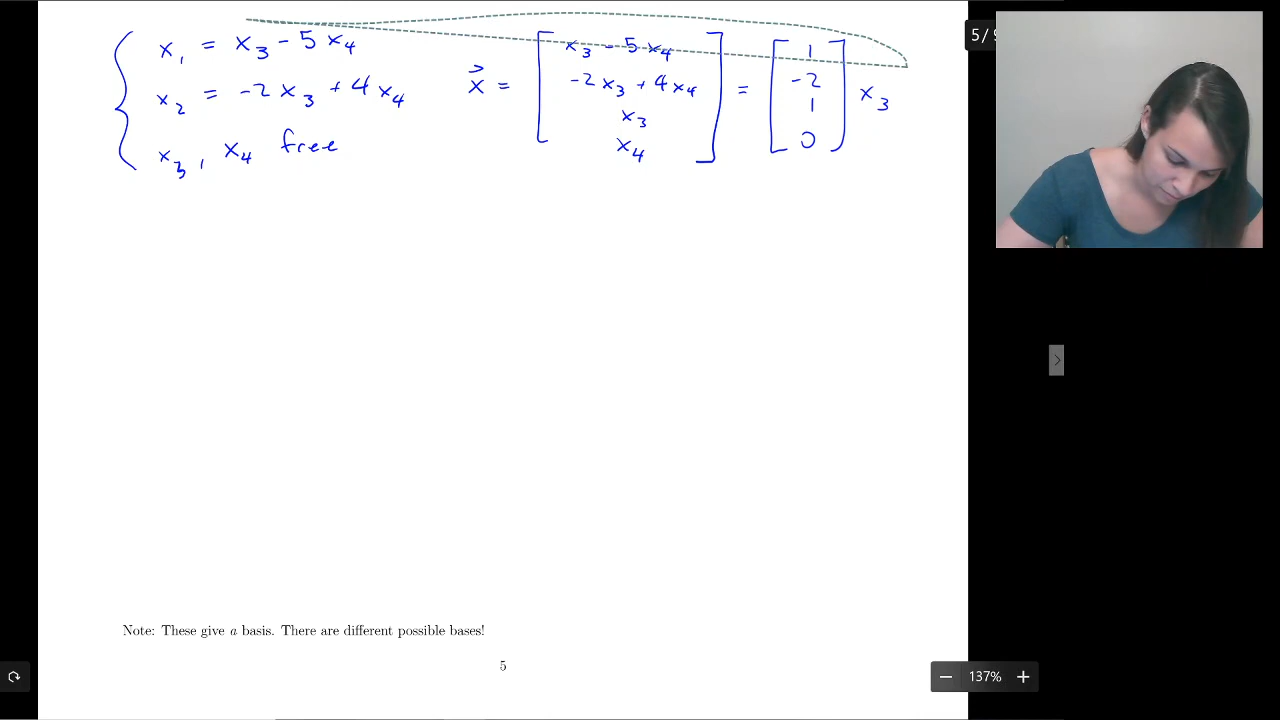 x₁ = x₃ - 5x₄
x₂ = -2x₃ + 4x₄
x₃, x₄ free
x⃗ = [x₃ - 5x₄
-2x₃ + 4x₄
x₃
x₄] = [1
-2
1
0] x₃
5 / 9
Note: These give a basis. There are different possible bases!
5
137%